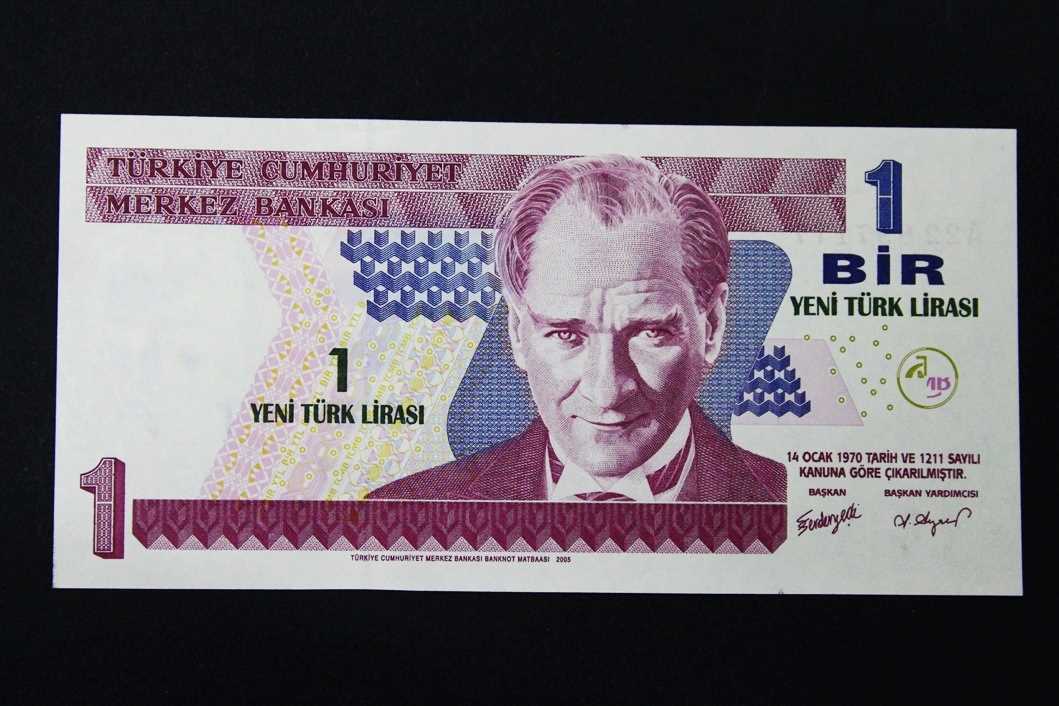 TÜRKİYE CUMHURİYET
MERKEZ BANKASI
1
BİR
YENİ TÜRK LİRASI
1
YENİ TÜRK LİRASI
14 OCAK 1970 TARİH VE 1211 SAYILI
KANUNA GÖRE ÇIKARILMIŞTIR.
BAŞKAN BAŞKAN YARDIMCISI
1
TÜRKİYE CUMHURİYET MERKEZ BANKASI BANKNOT MATBAASI 2005